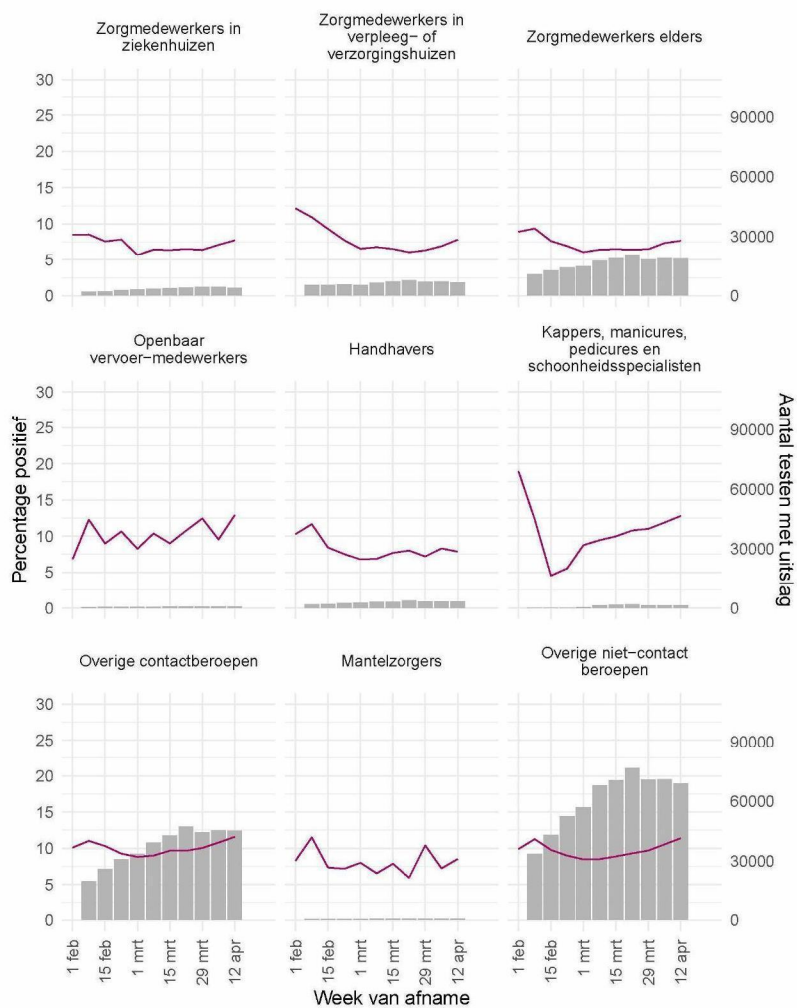 Zorgmedewerkers in
ziekenhuizen
Zorgmedewerkers in
verpleeg- of
verzorgingshuizen
Zorgmedewerkers elders
30
25
20
15
10
5
0
90000
60000
30000
0
Openbaar
vervoer-medewerkers
Handhavers
Kappers, manicures,
pedicures en
schoonheidsspecialisten
Percentage positief
30
25
20
15
10
5
0
90000
60000
30000
0
Aantal testen met uitslag
Overige contactberoepen
Mantelzorgers
Overige niet-contact
beroepen
30
25
20
15
10
5
0
90000
60000
30000
0
1 feb
15 feb
1 mrt
15 mrt
29 mrt
12 apr
1 feb
15 feb
1 mrt
15 mrt
29 mrt
12 apr
1 feb
15 feb
1 mrt
15 mrt
29 mrt
12 apr
Week van afname